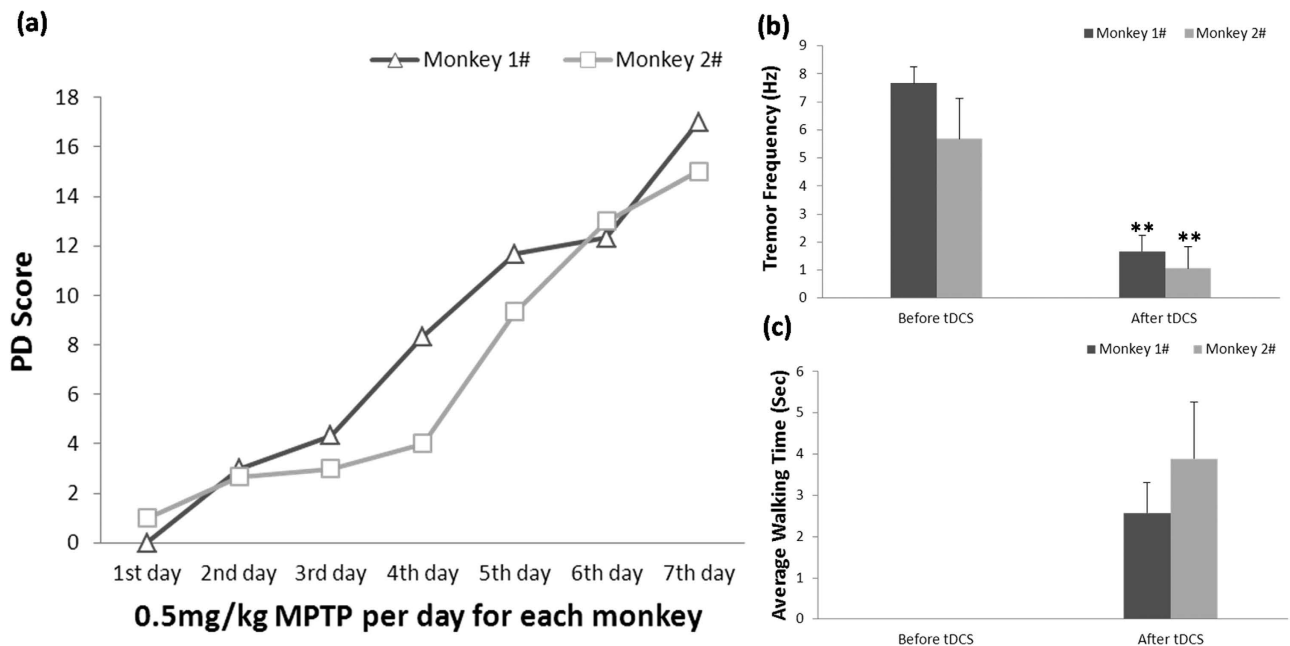 (a)
Monkey 1# Monkey 2#
18
16
14
12
10
8
6
4
2
0
PD Score
1st day 2nd day 3rd day 4th day 5th day 6th day 7th day
0.5mg/kg MPTP per day for each monkey
(b)
Monkey 1# Monkey 2#
9
8
7
6
5
4
3
2
1
0
Tremor Frequency (Hz)
** **
Before tDCS After tDCS
(c)
Monkey 1# Monkey 2#
6
5
4
3
2
1
0
Average Walking Time (Sec)
Before tDCS After tDCS